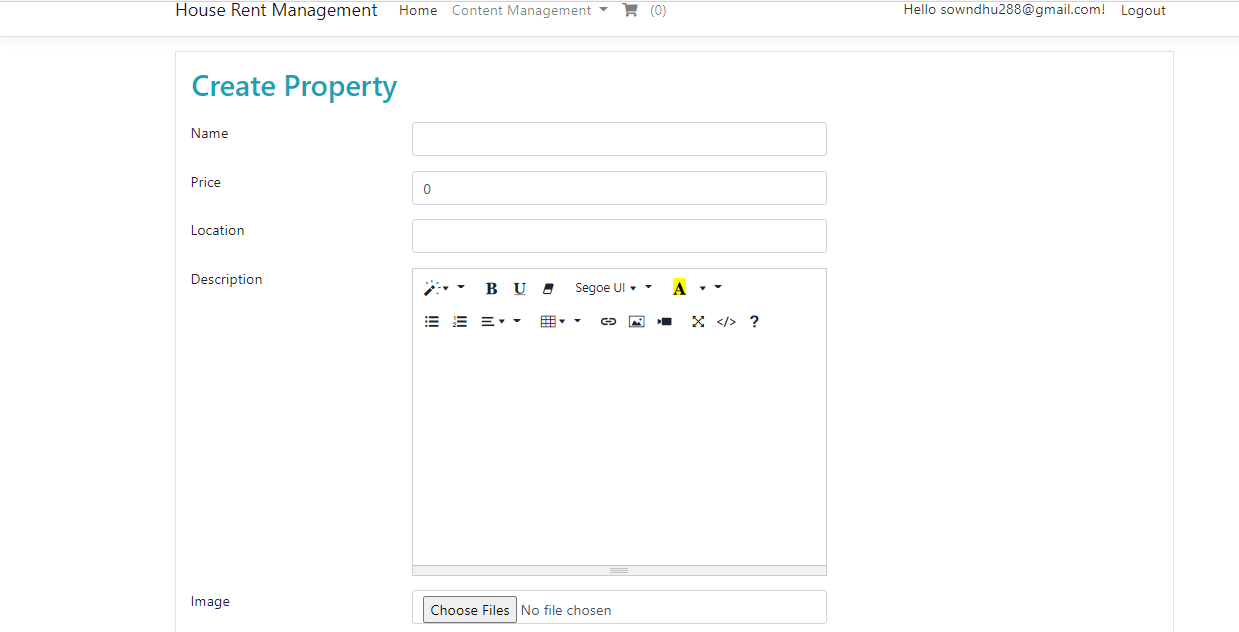 House Rent Management Home Content Management (0) Hello sowndhu288@gmail.com! Logout
Create Property
Name
Price 0
Location
Description
B U Segoe UI A
</> ?
Image Choose Files No file chosen